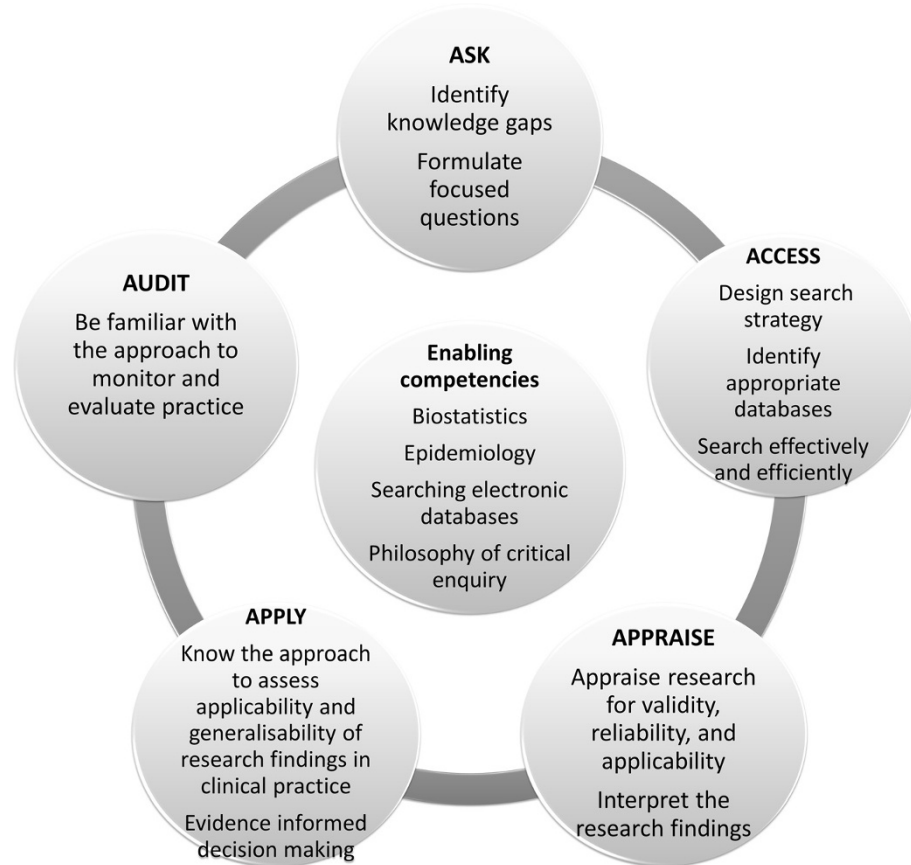 ASK
Identify
knowledge gaps
Formulate
focused
questions
ACCESS
Design search
strategy
Identify
appropriate
databases
Search effectively
and efficiently
APPRAISE
Appraise research
for validity,
reliability, and
applicability
Interpret the
research findings
APPLY
Know the approach
to assess
applicability and
generalisability of
research findings in
clinical practice
Evidence informed
decision making
AUDIT
Be familiar with
the approach to
monitor and
evaluate practice
Enabling
competencies
Biostatistics
Epidemiology
Searching electronic
databases
Philosophy of critical
enquiry